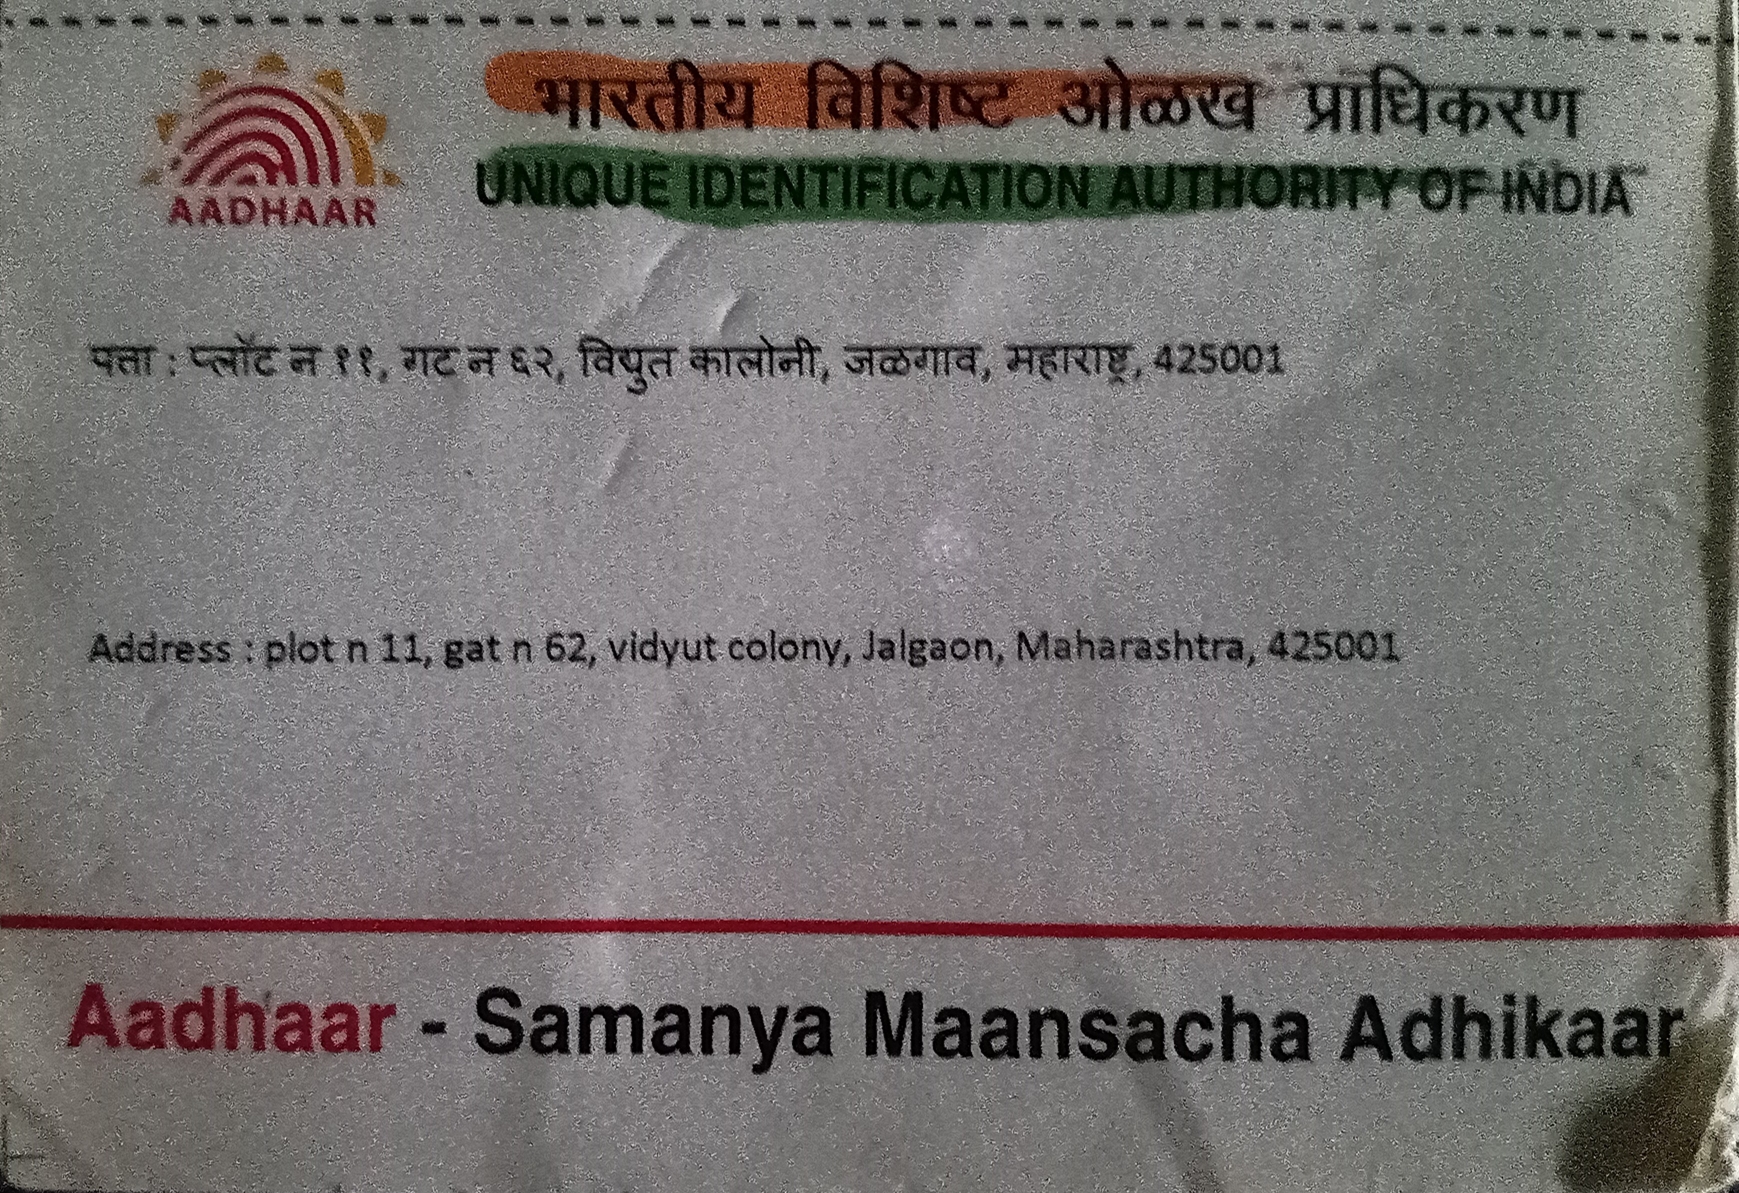 भारतीय विशिष्ट ओळख प्राधिकरण
UNIQUE IDENTIFICATION AUTHORITY OF INDIA
AADHAAR
पत्ता : प्लॉट न ११, गट न ६२, विद्युत कालोनी, जळगाव, महाराष्ट्र, 425001
Address : plot n 11, gat n 62, vidyut colony, Jalgaon, Maharashtra, 425001
Aadhaar - Samanya Maansacha Adhikaar